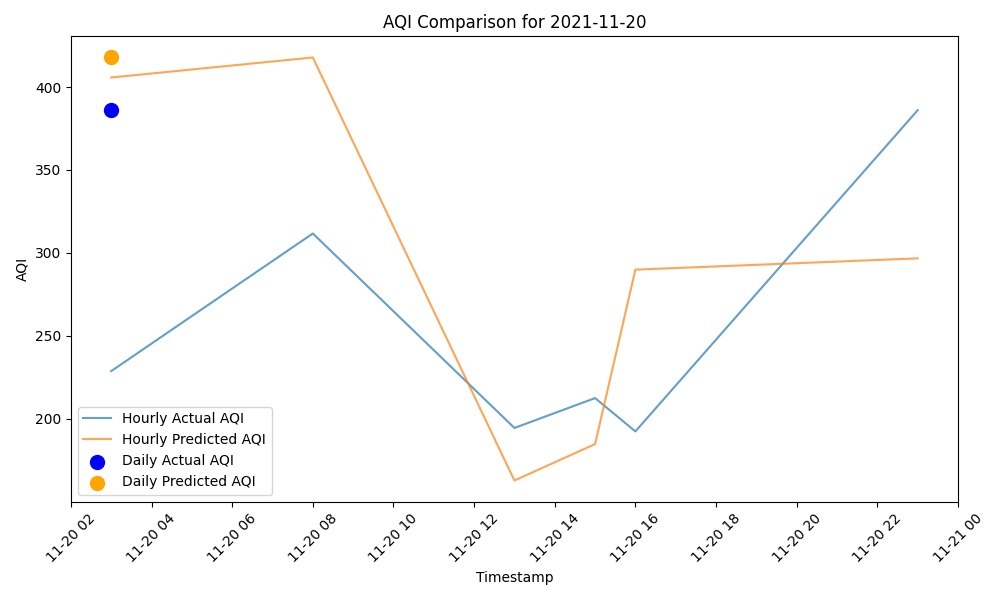 AQI Comparison for 2021-11-20
AQI
400
350
300
250
200
Hourly Actual AQI
Hourly Predicted AQI
Daily Actual AQI
Daily Predicted AQI
11-20 02
11-20 04
11-20 06
11-20 08
11-20 10
11-20 12
11-20 14
11-20 16
11-20 18
11-20 20
11-20 22
11-21 00
Timestamp